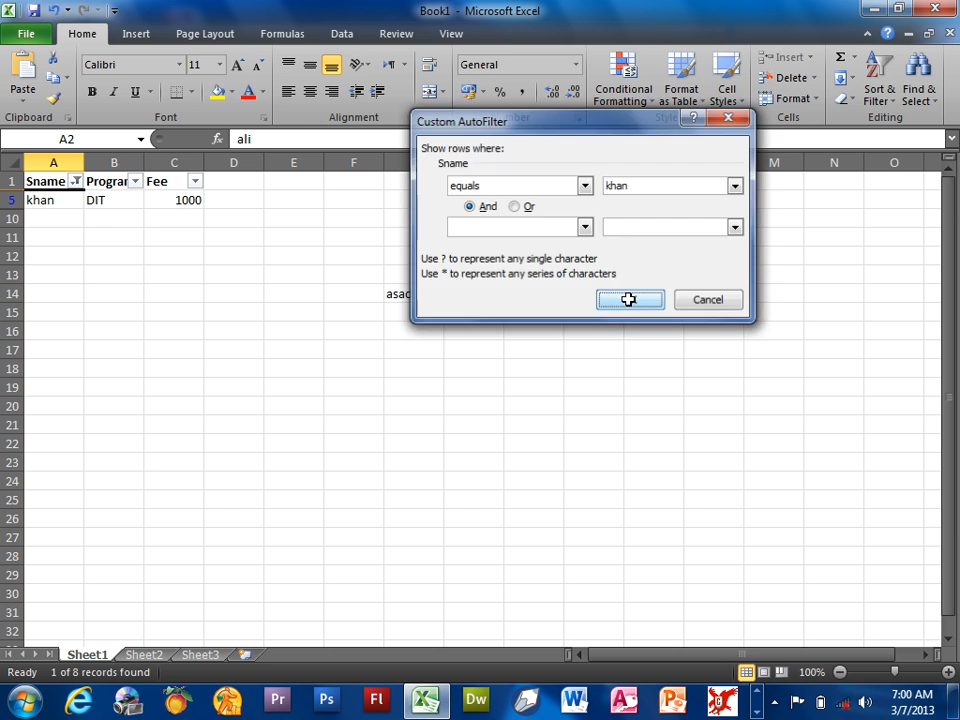 Book1 - Microsoft Excel
File Home Insert Page Layout Formulas Data Review View
Paste
Calibri 11
B I U
General
Conditional Formatting
Format as Table
Cell Styles
Insert
Delete
Format
Sort & Filter
Find & Select
Clipboard Font Alignment Cells Editing
A2 fx ali
A B C D E F M N O
1 Sname Fee
5 khan DIT 1000
10
11
12
13
14
15
16
17
18
19
20
21
22
23
24
25
26
27
28
29
30
31
32
Custom AutoFilter
Show rows where:
Sname
equals khan
And Or
Use ? to represent any single character
Use * to represent any series of characters
Cancel
Sheet1 Sheet2 Sheet3
Ready 1 of 8 records found 100%
Pr Ps Fl Dw
7:00 AM
3/7/2013